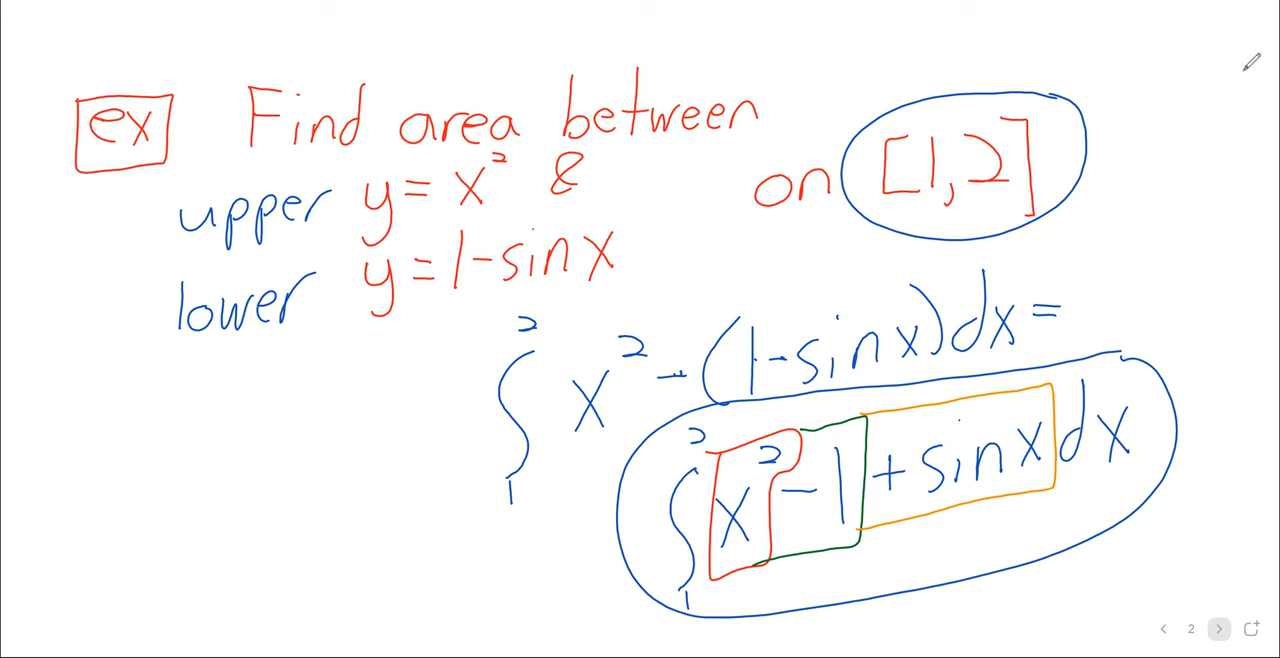 ex Find area between
upper y = x² & on [1,2]
lower y = 1 - sin x
∫₁² x² - (1 - sin x) dx =
∫₁² x² - 1 + sin x dx
2